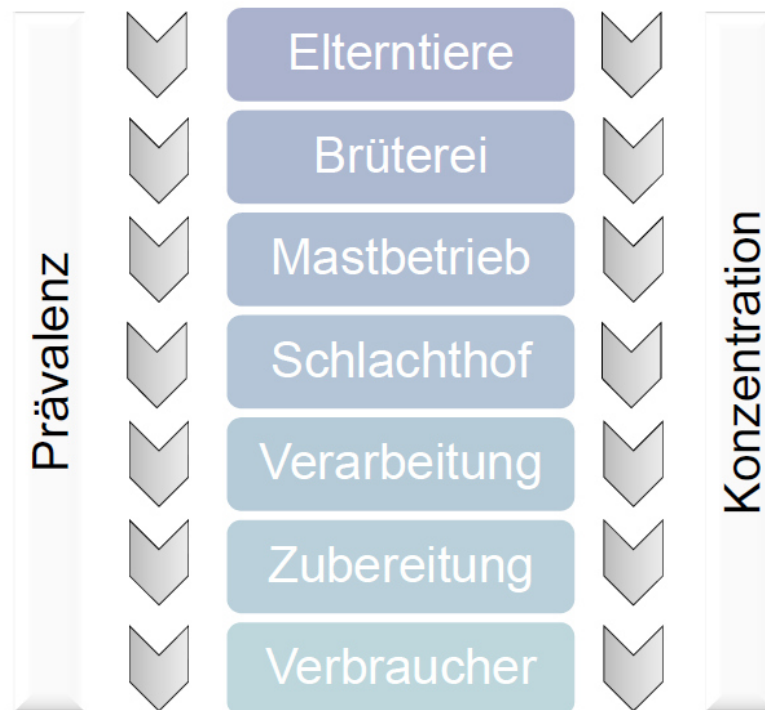 Prävalenz
Elterntiere
Brüterei
Mastbetrieb
Schlachthof
Verarbeitung
Zubereitung
Verbraucher
Konzentration